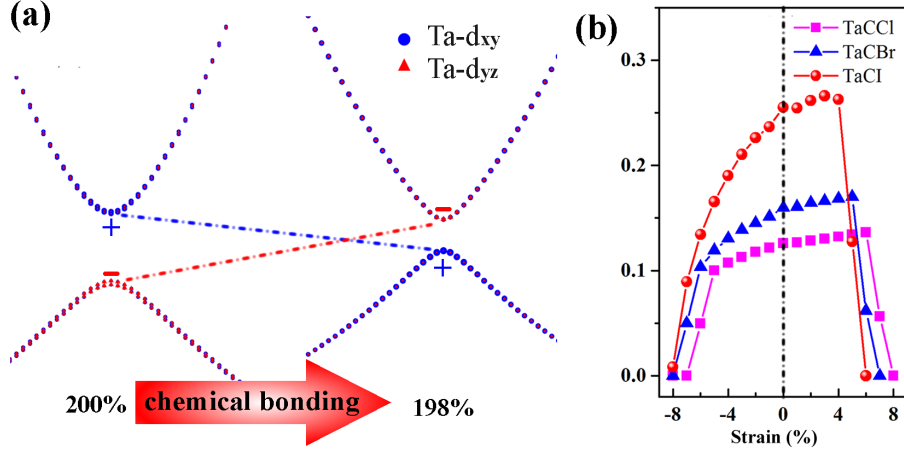 (a)
Ta-dxy
Ta-dyz
+
−
−
+
200%
chemical bonding
198%
(b)
TaCCl
TaCBr
TaCI
0.3
0.2
0.1
0.0
-8
-4
0
4
8
Strain (%)